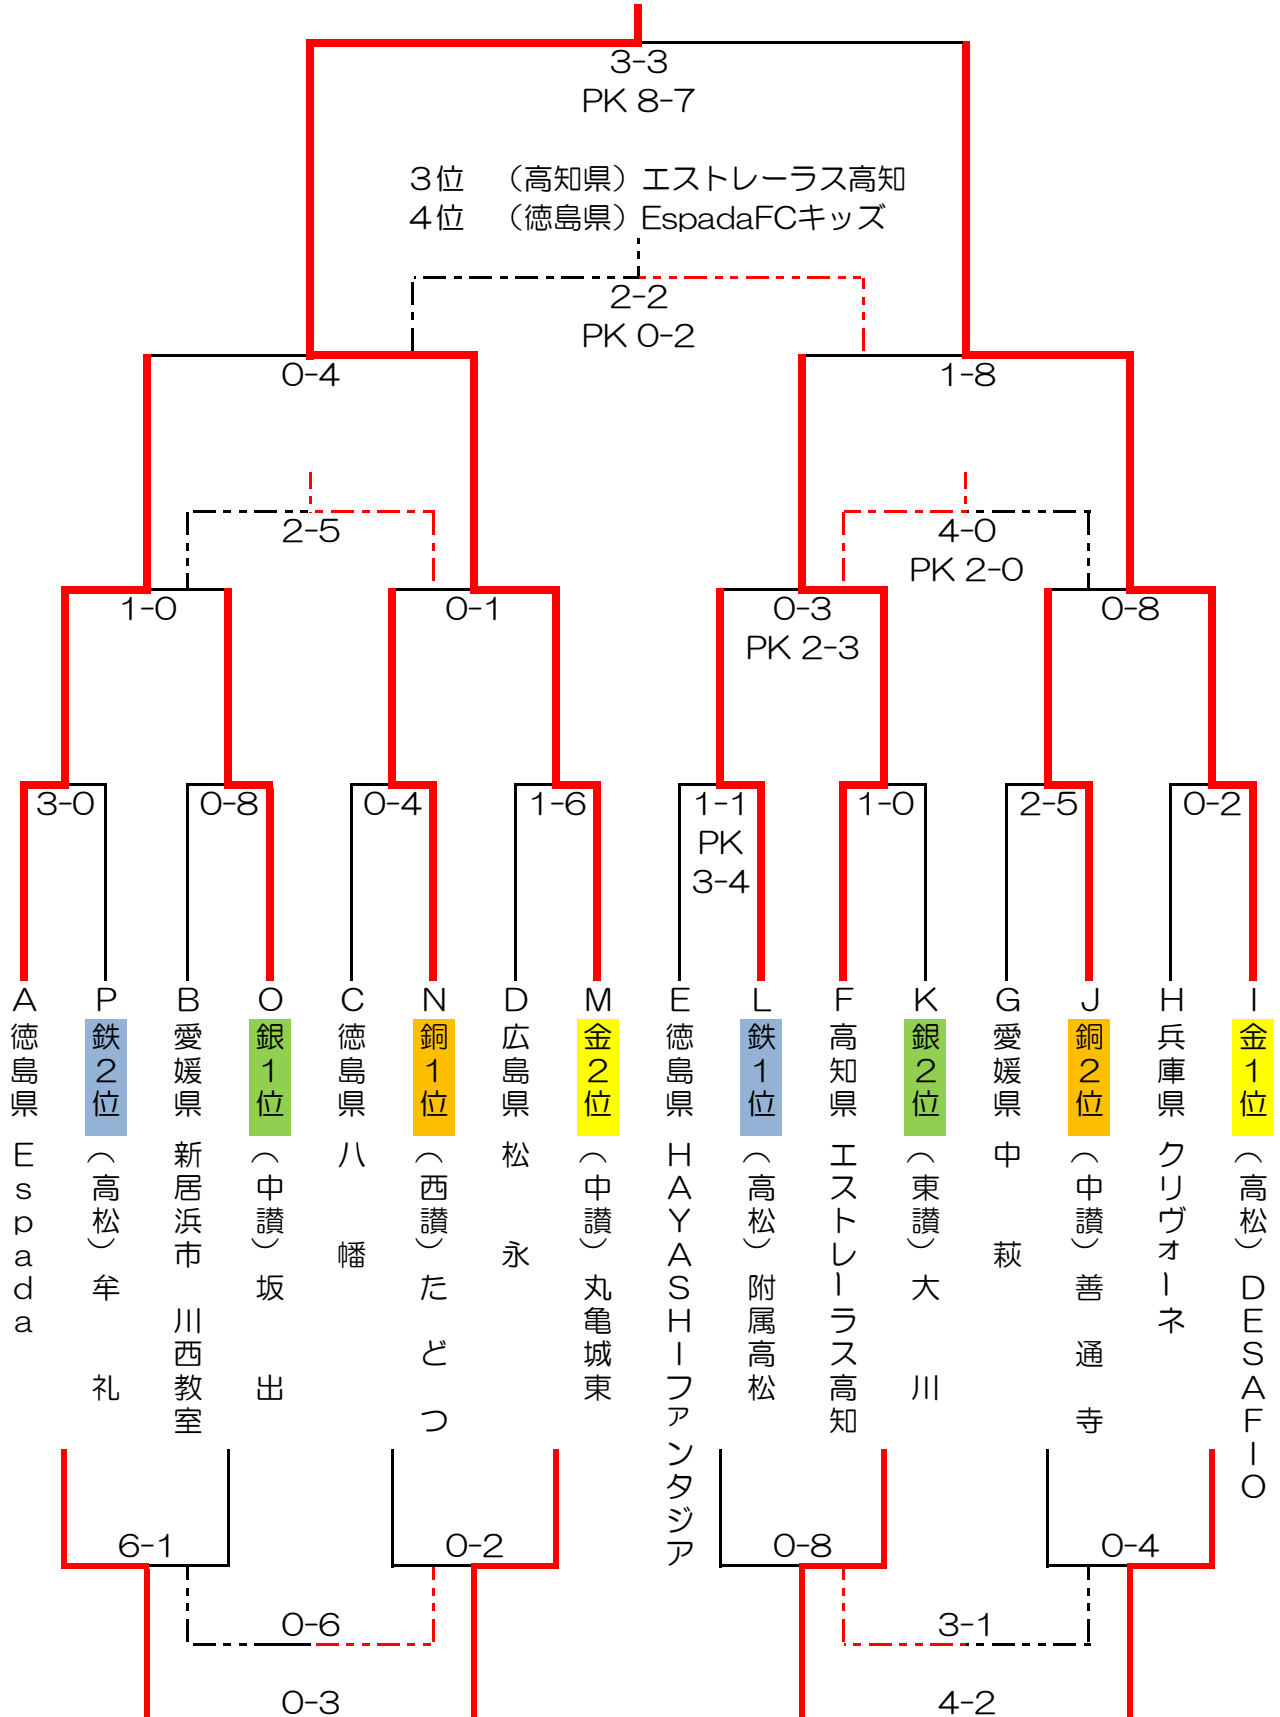 3-3
PK 8-7
3位　（高知県）エストレーラス高知
4位　（徳島県）EspadaFCキッズ
2-2
PK 0-2
0-4
1-8
2-5
4-0
PK 2-0
1-0
0-1
0-3
PK 2-3
0-8
3-0
0-8
0-4
1-6
1-1
PK
3-4
1-0
2-5
0-2
A 徳島県 Espada
P 鉄2位（高松）牟礼
B 愛媛県 新居浜市 川西教室
O 銀1位（中讃）坂出
C 徳島県 八幡
N 銅1位（西讃）たどつ
D 広島県 松永
M 金2位（中讃）丸亀城東
E 徳島県 HAYASHIファンタジア
L 鉄1位（高松）附属高松
F 高知県 エストレーラス高知
K 銀2位（東讃）大川
G 愛媛県 中萩
J 銅2位（中讃）善通寺
H 兵庫県 クリヴォーネ
I 金1位（高松）DESAFIO
6-1
0-2
0-8
0-4
0-6
3-1
0-3
4-2